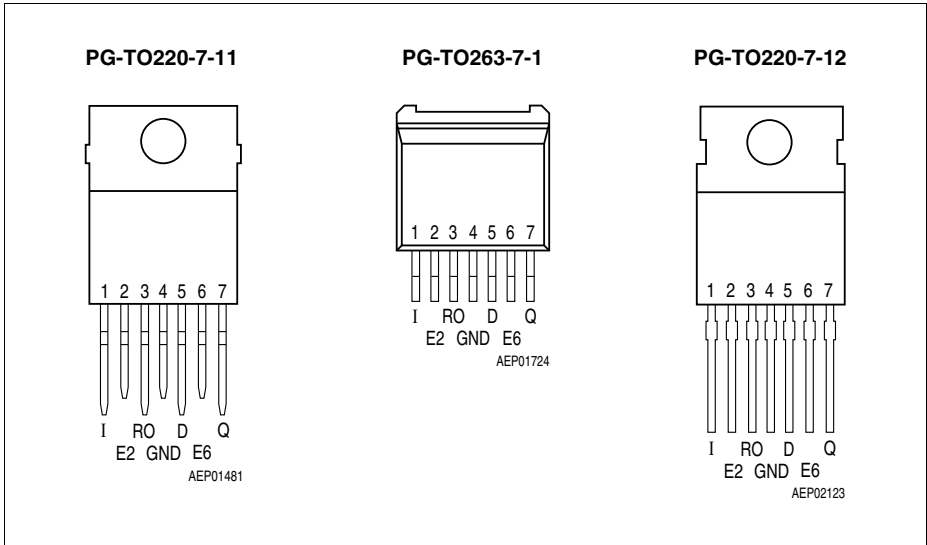 PG-TO220-7-11
PG-TO263-7-1
PG-TO220-7-12
1 2 3 4 5 6 7
I RO D Q
E2 GND E6
AEP01481
1 2 3 4 5 6 7
I RO D Q
E2 GND E6
AEP01724
1 2 3 4 5 6 7
I RO D Q
E2 GND E6
AEP02123